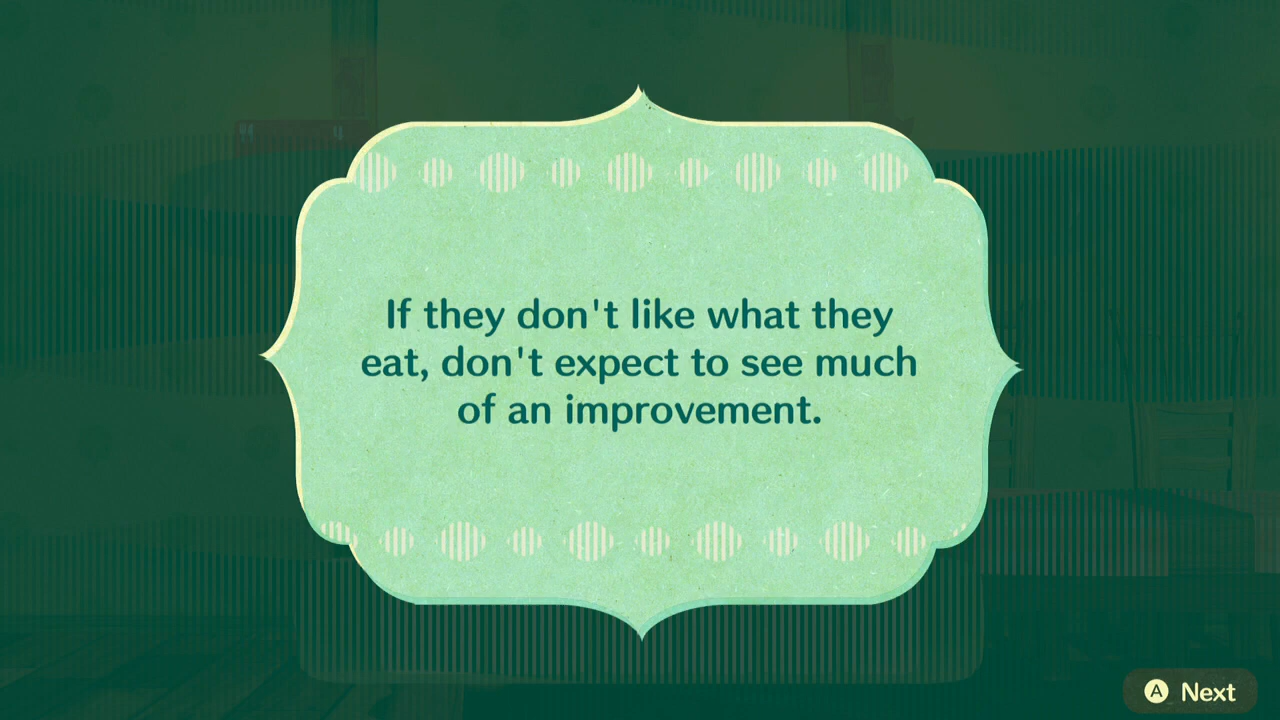 If they don't like what they
eat, don't expect to see much
of an improvement.
A Next